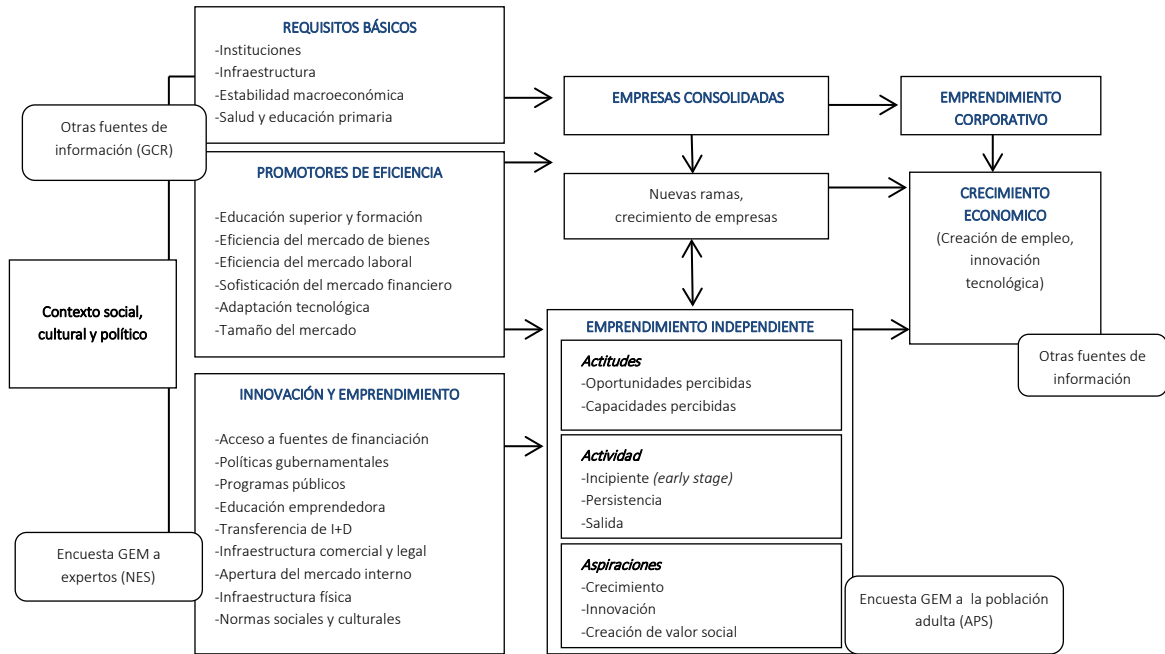 REQUISITOS BÁSICOS
-Instituciones
-Infraestructura
-Estabilidad macroeconómica
-Salud y educación primaria
Otras fuentes de
información (GCR)
PROMOTORES DE EFICIENCIA
-Educación superior y formación
-Eficiencia del mercado de bienes
-Eficiencia del mercado laboral
-Sofisticación del mercado financiero
-Adaptación tecnológica
-Tamaño del mercado
Contexto social,
cultural y político
INNOVACIÓN Y EMPRENDIMIENTO
-Acceso a fuentes de financiación
-Políticas gubernamentales
-Programas públicos
-Educación emprendedora
-Transferencia de I+D
-Infraestructura comercial y legal
-Apertura del mercado interno
-Infraestructura física
-Normas sociales y culturales
Encuesta GEM a
expertos (NES)
EMPRESAS CONSOLIDADAS
EMPRENDIMIENTO
CORPORATIVO
Nuevas ramas,
crecimiento de empresas
CRECIMIENTO
ECONOMICO
(Creación de empleo,
innovación
tecnológica)
Otras fuentes de
información
EMPRENDIMIENTO INDEPENDIENTE
Actitudes
-Oportunidades percibidas
-Capacidades percibidas
Actividad
-Incipiente (early stage)
-Persistencia
-Salida
Aspiraciones
-Crecimiento
-Innovación
-Creación de valor social
Encuesta GEM a la población
adulta (APS)